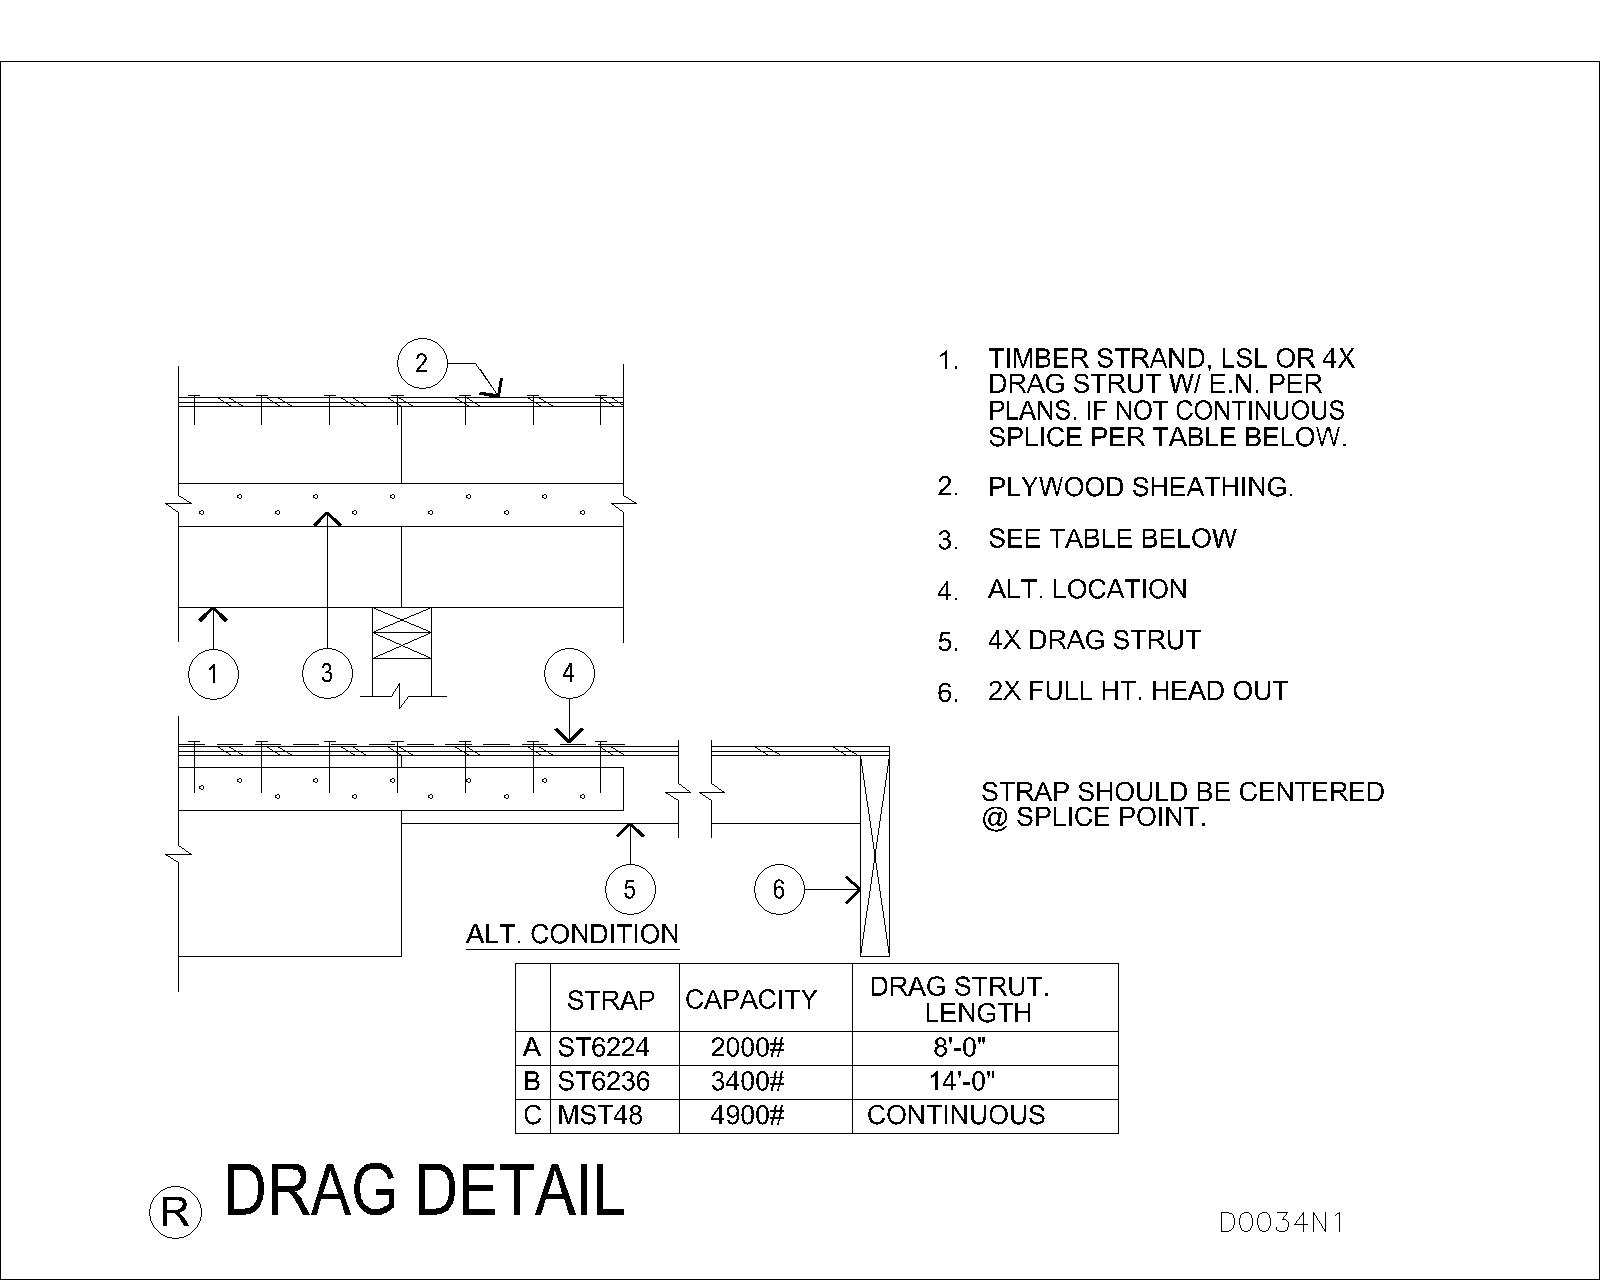 2
1
3
4
5
6
ALT. CONDITION
1. TIMBER STRAND, LSL OR 4X
DRAG STRUT W/ E.N. PER
PLANS. IF NOT CONTINUOUS
SPLICE PER TABLE BELOW.
2. PLYWOOD SHEATHING.
3. SEE TABLE BELOW
4. ALT. LOCATION
5. 4X DRAG STRUT
6. 2X FULL HT. HEAD OUT
STRAP SHOULD BE CENTERED
@ SPLICE POINT.
STRAP CAPACITY DRAG STRUT.
LENGTH
A ST6224 2000# 8'-0"
B ST6236 3400# 14'-0"
C MST48 4900# CONTINUOUS
R DRAG DETAIL
D0034N1